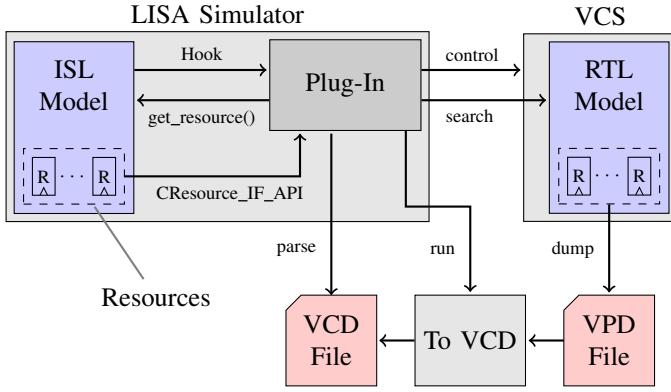 LISA Simulator
VCS
ISL
Model
Hook
Plug-In
control
RTL
Model
get_resource()
search
R ··· R
CResource_IF_API
R ··· R
parse
run
dump
Resources
VCD
File
To VCD
VPD
File